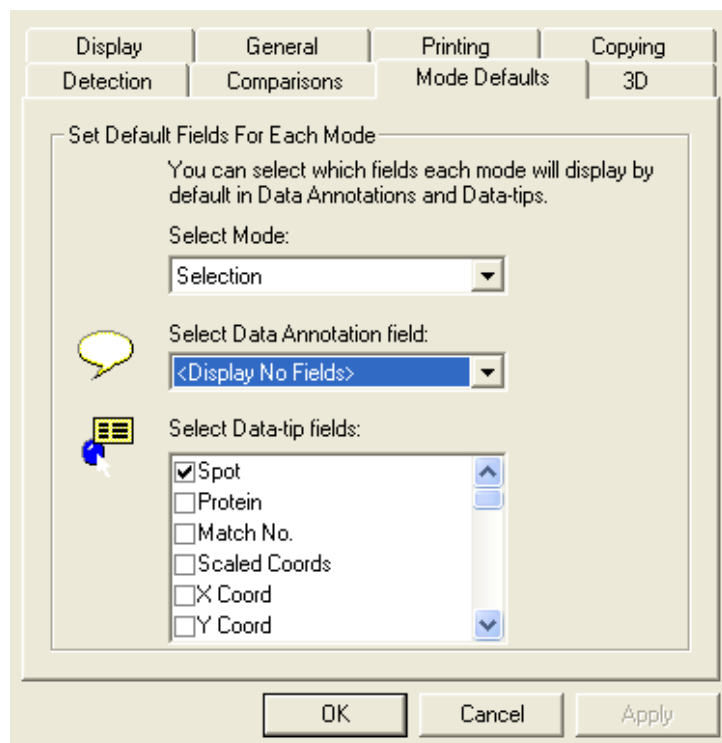 Display General Printing Copying
Detection Comparisons Mode Defaults 3D
Set Default Fields For Each Mode
You can select which fields each mode will display by
default in Data Annotations and Data-tips.
Select Mode:
Selection
Select Data Annotation field:
<Display No Fields>
Select Data-tip fields:
Spot
Protein
Match No.
Scaled Coords
X Coord
Y Coord
OK Cancel Apply